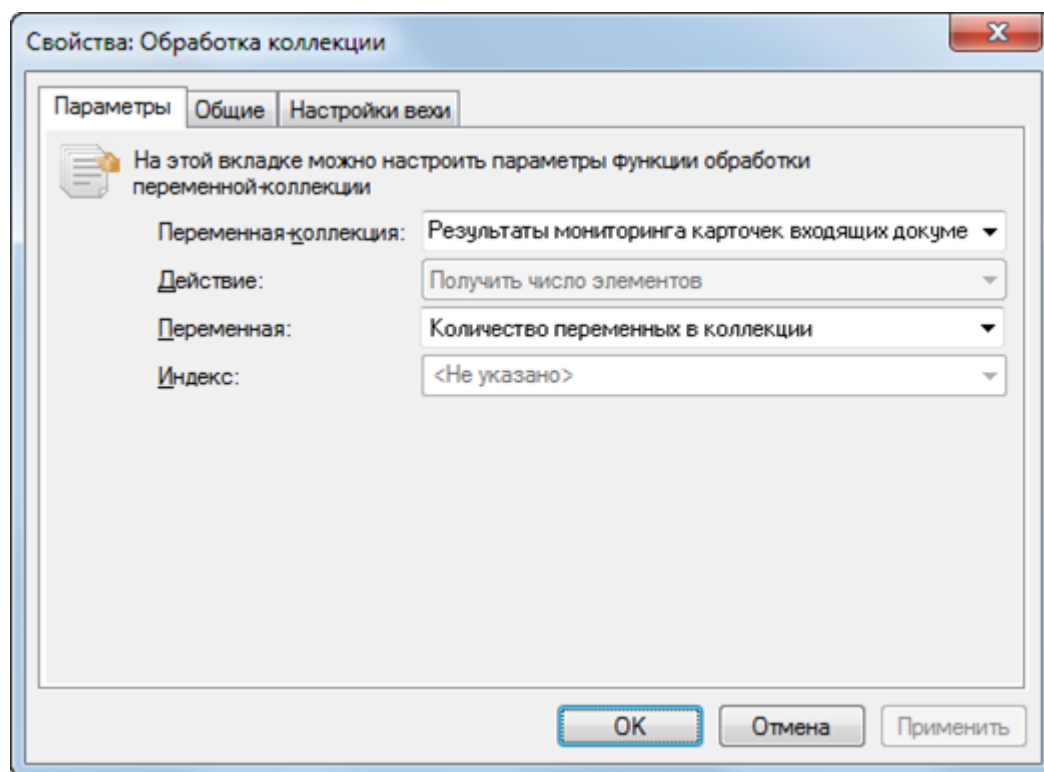 Свойства: Обработка коллекции
Параметры Общие Настройки вехи
На этой вкладке можно настроить параметры функции обработки
переменной-коллекции
Переменная-коллекция: Результаты мониторинга карточек входящих докуме
Действие: Получить число элементов
Переменная: Количество переменных в коллекции
Индекс: <Не указано>
OK Отмена Применить